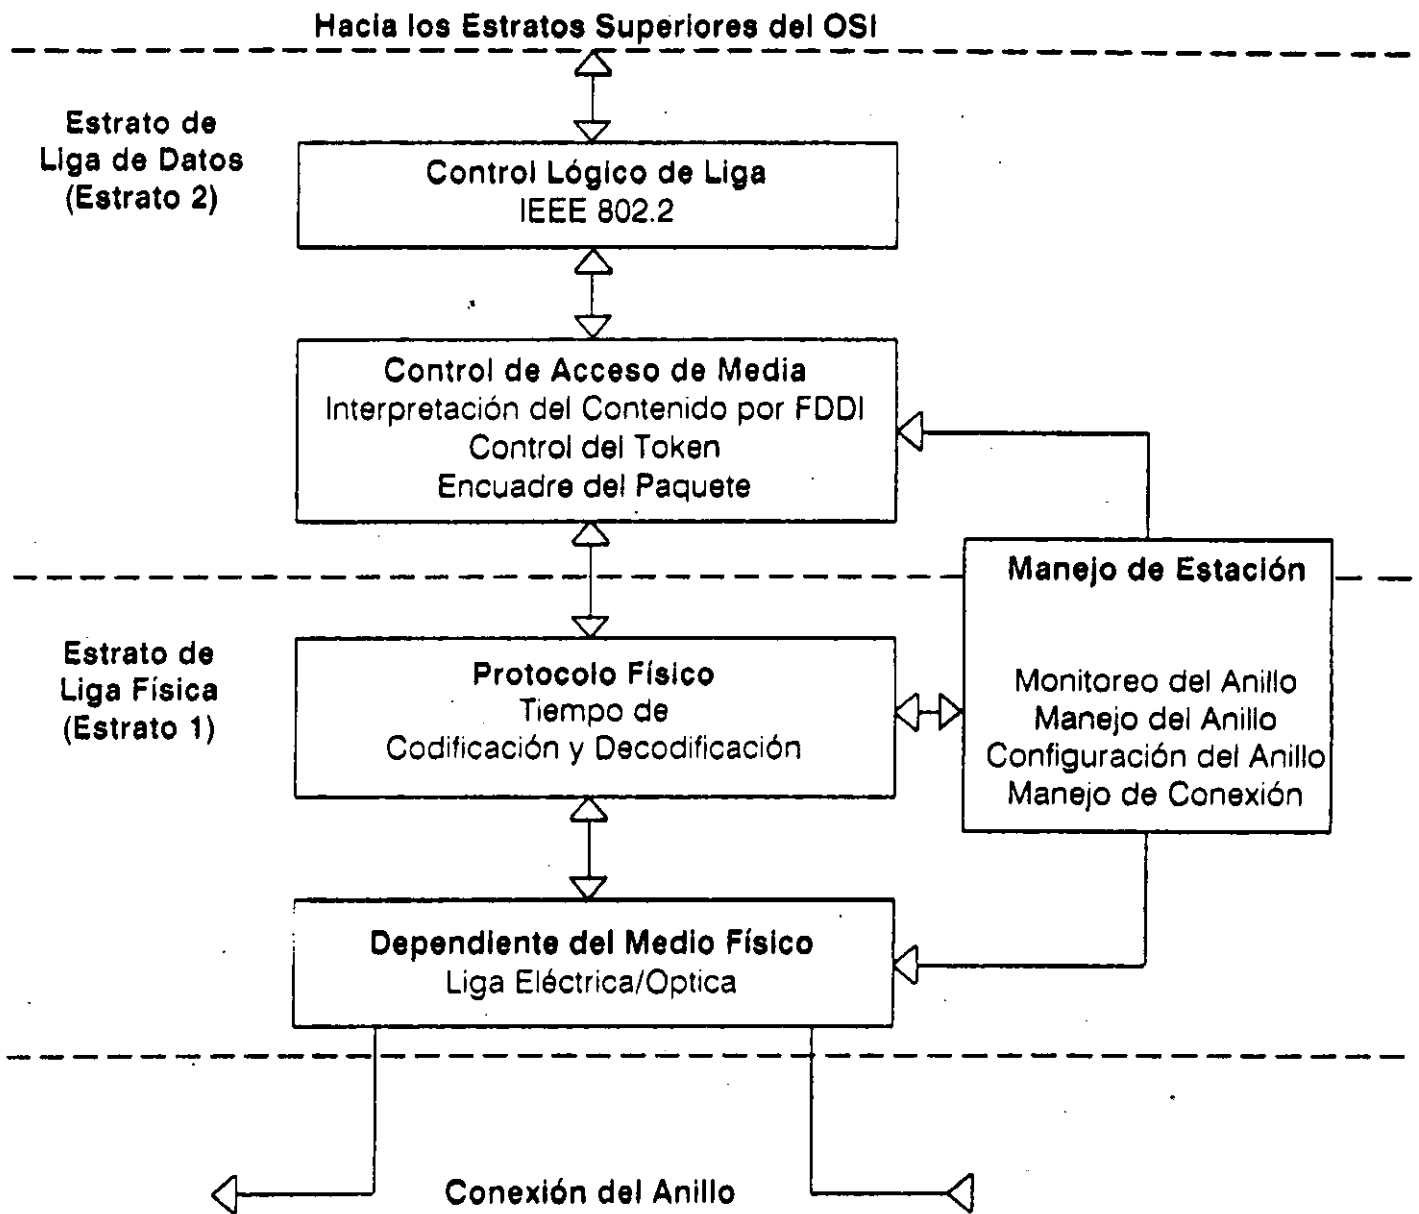 Hacia los Estratos Superiores del OSI
Estrato de
Liga de Datos
(Estrato 2)
Control Lógico de Liga
IEEE 802.2
Control de Acceso de Media
Interpretación del Contenido por FDDI
Control del Token
Encuadre del Paquete
Manejo de Estación
Monitoreo del Anillo
Manejo del Anillo
Configuración del Anillo
Manejo de Conexión
Estrato de
Liga Física
(Estrato 1)
Protocolo Físico
Tiempo de
Codificación y Decodificación
Dependiente del Medio Físico
Liga Eléctrica/Optica
Conexión del Anillo